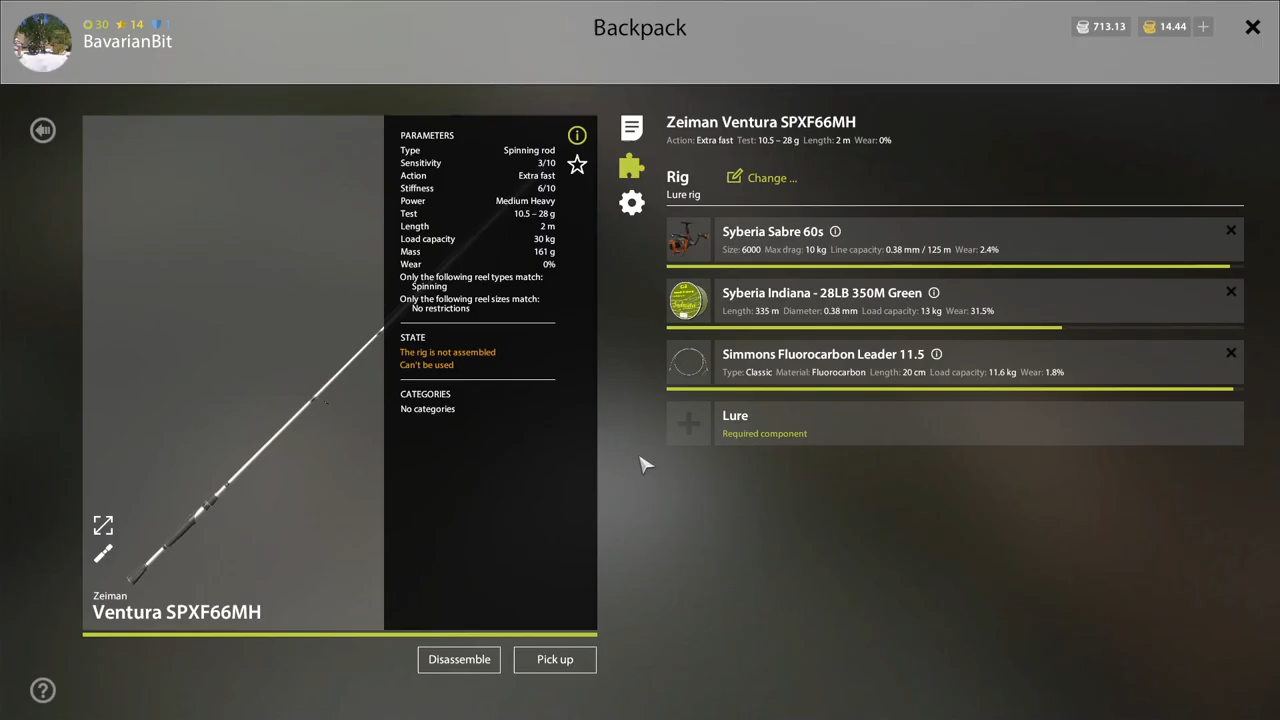 30 14 1
BavarianBit
Backpack
713.13
14.44
PARAMETERS
Type Spinning rod
Sensitivity 3/10
Action Extra fast
Stiffness 6/10
Power Medium Heavy
Test 10.5 – 28 g
Length 2 m
Load capacity 30 kg
Mass 161 g
Wear 0%
Only the following reel types match:
Spinning
Only the following reel sizes match:
No restrictions
STATE
The rig is not assembled
Can't be used
CATEGORIES
No categories
Zeiman
Ventura SPXF66MH
Disassemble
Pick up
Zeiman Ventura SPXF66MH
Action: Extra fast Test: 10.5 – 28 g Length: 2 m Wear: 0%
Rig Change ...
Lure rig
Syberia Sabre 60s
Size: 6000 Max drag: 10 kg Line capacity: 0.38 mm / 125 m Wear: 2.4%
Syberia Indiana - 28LB 350M Green
Length: 335 m Diameter: 0.38 mm Load capacity: 13 kg Wear: 31.5%
Simmons Fluorocarbon Leader 11.5
Type: Classic Material: Fluorocarbon Length: 20 cm Load capacity: 11.6 kg Wear: 1.8%
Lure
Required component